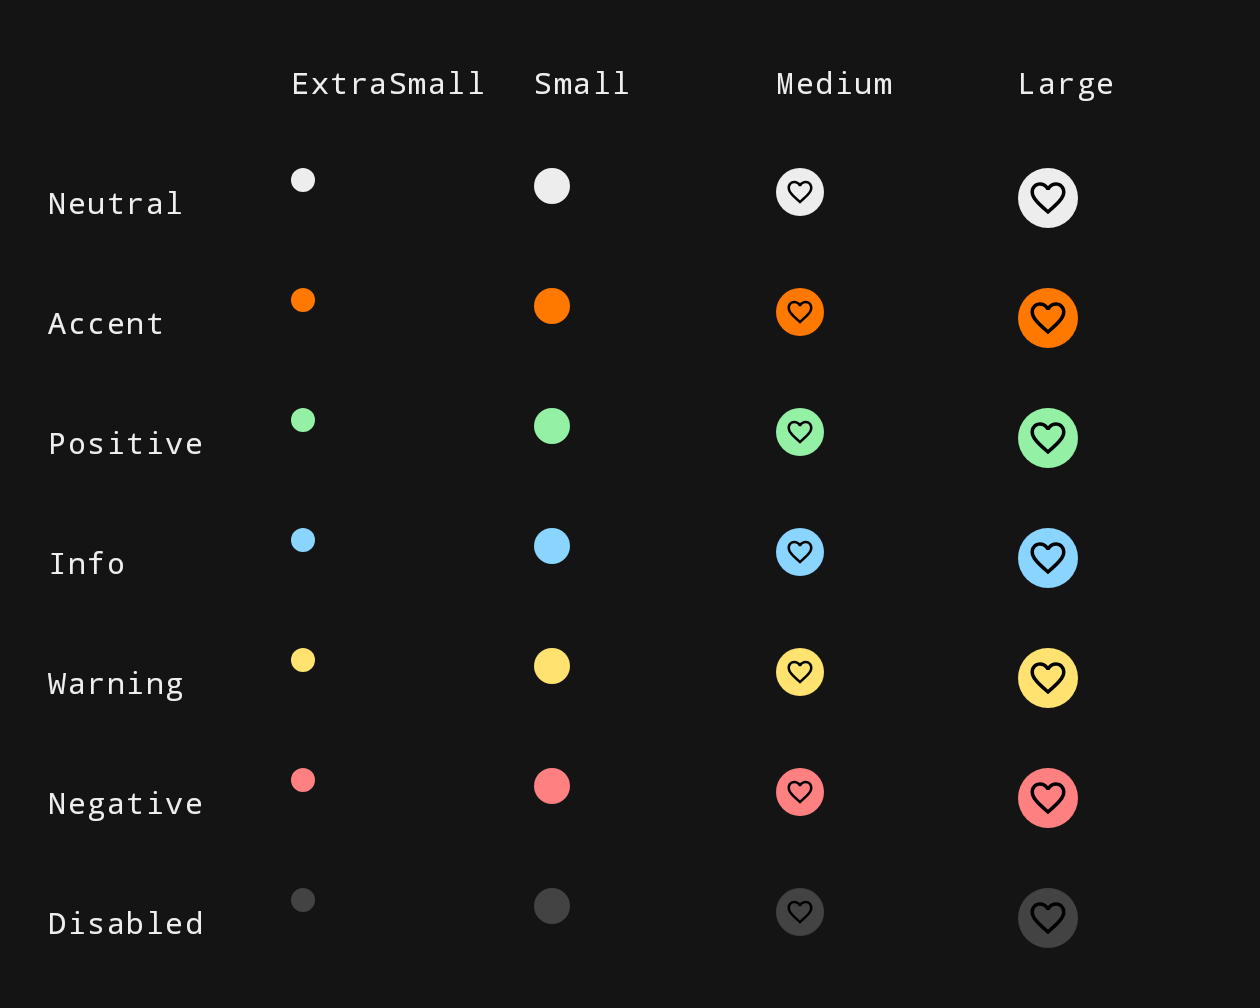 ExtraSmall Small Medium Large
Neutral
Accent
Positive
Info
Warning
Negative
Disabled